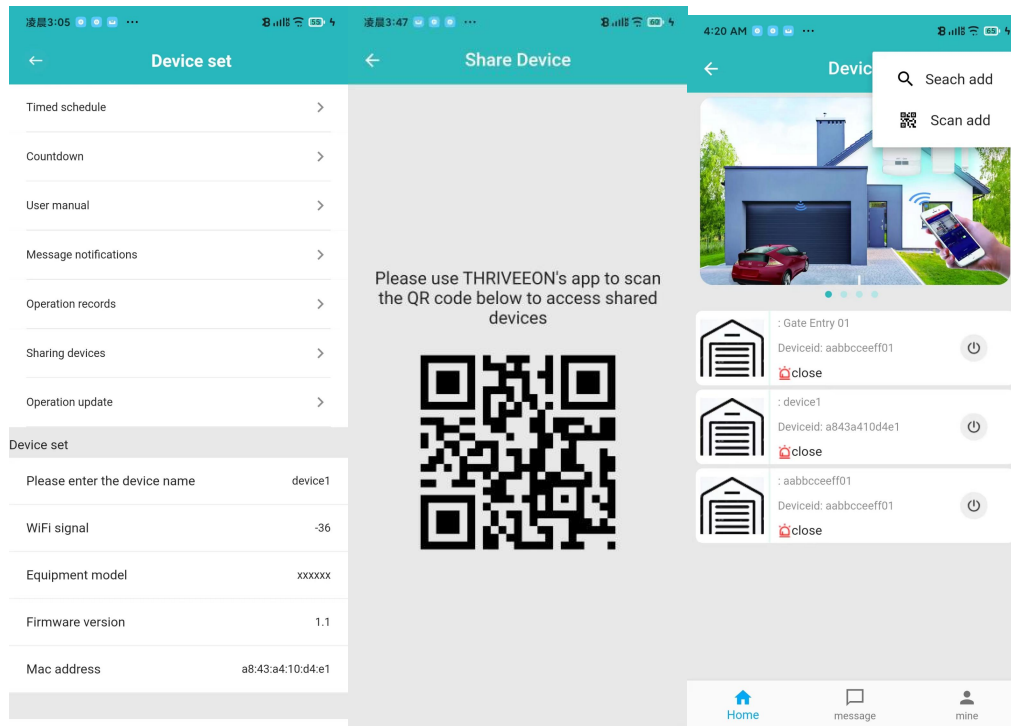 凌晨3:05
55
Device set
Timed schedule
Countdown
User manual
Message notifications
Operation records
Sharing devices
Operation update
Device set
Please enter the device name device1
WiFi signal -36
Equipment model xxxxxx
Firmware version 1.1
Mac address a8:43:a4:10:d4:e1
凌晨3:47
60
Share Device
Please use THRIVEEON's app to scan
the QR code below to access shared
devices
4:20 AM
65
Devic
Seach add
Scan add
: Gate Entry 01
Deviceid: aabbcceeff01
close
: device1
Deviceid: a843a410d4e1
close
: aabbcceeff01
Deviceid: aabbcceeff01
close
Home
message
mine